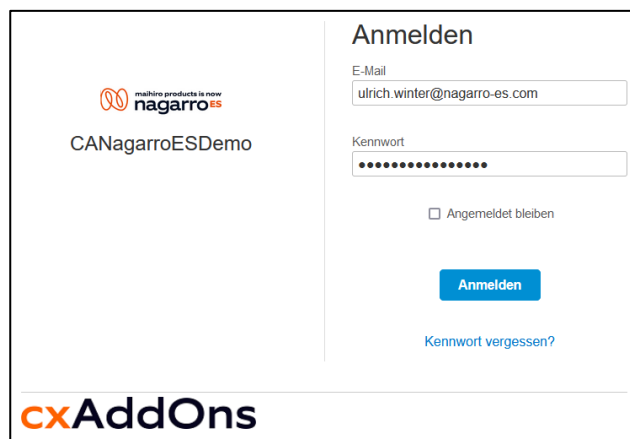 maihiro products is now
nagarro ES
CANagarroESDemo
Anmelden
E-Mail
ulrich.winter@nagarro-es.com
Kennwort
●●●●●●●●●●●●●●●●
Angemeldet bleiben
Anmelden
Kennwort vergessen?
cxAddOns